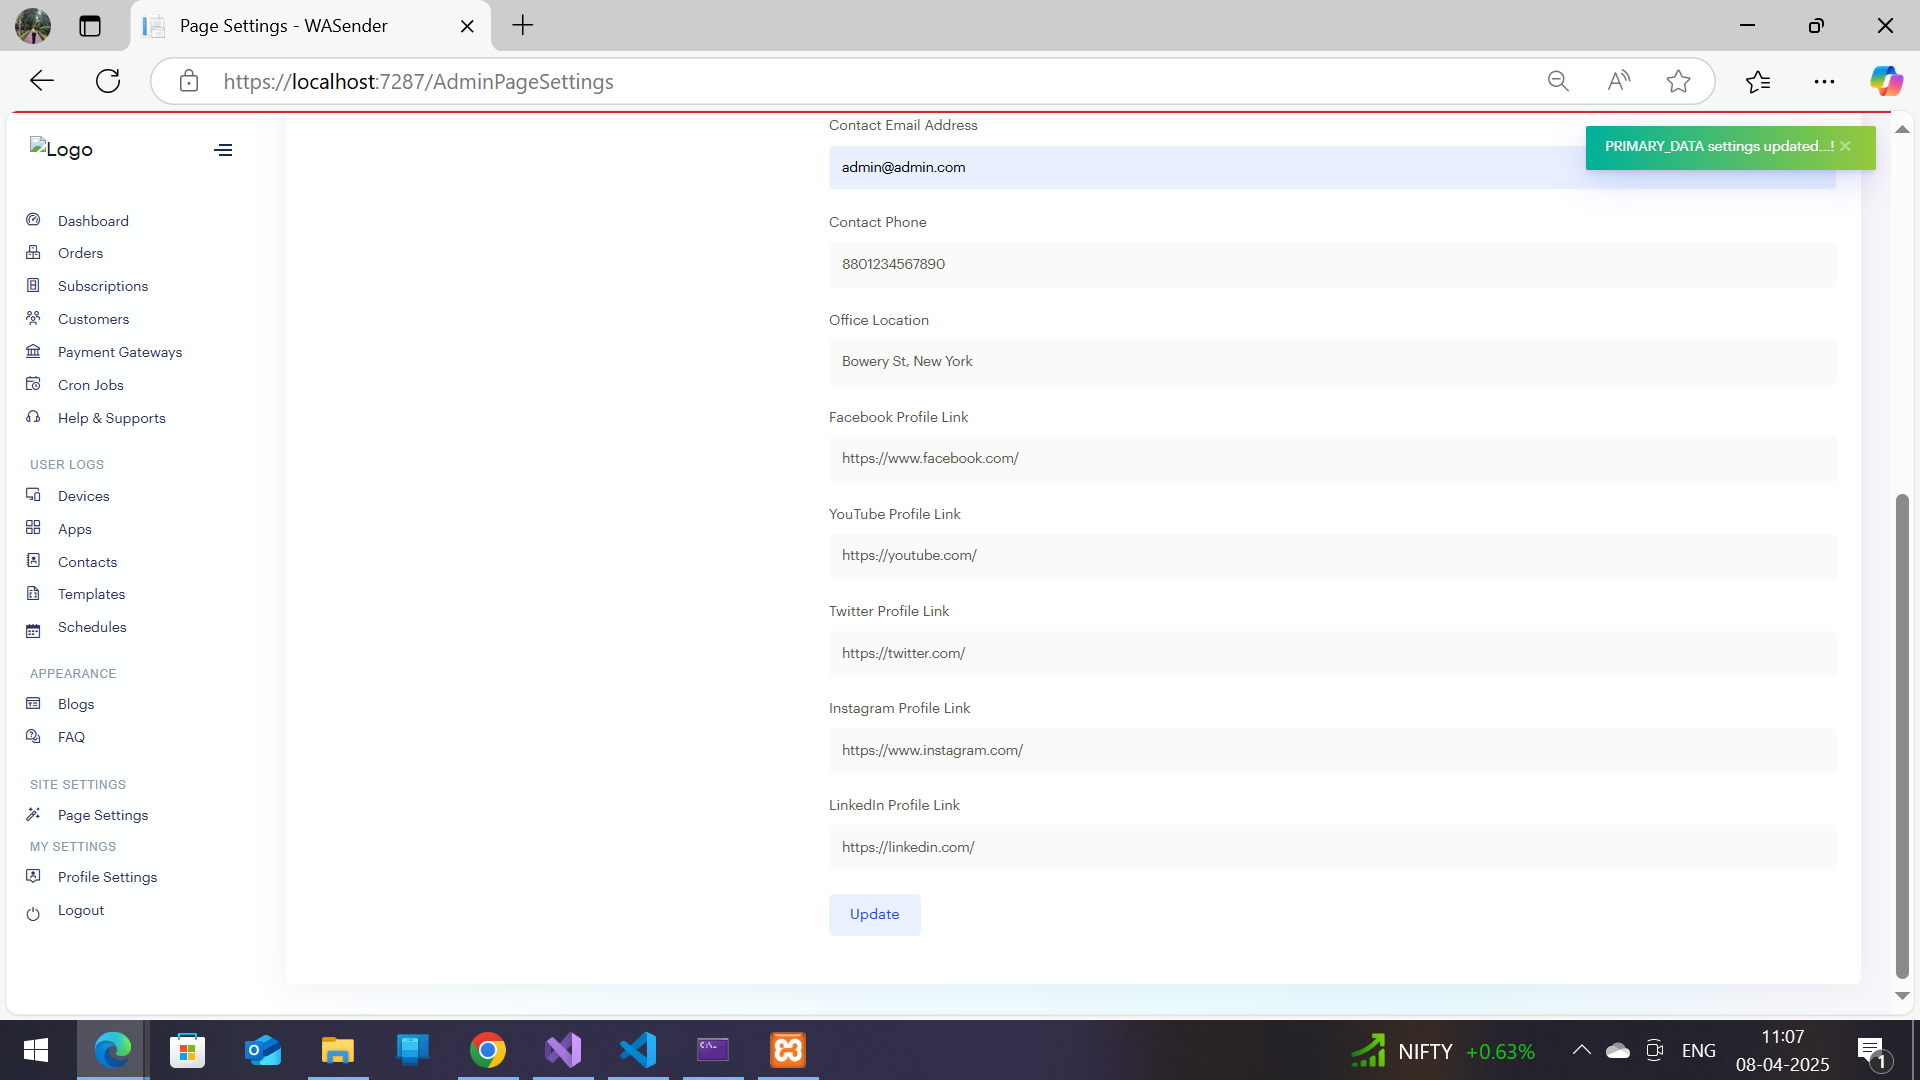 Page Settings - WASender
https://localhost:7287/AdminPageSettings
Logo
Dashboard
Orders
Subscriptions
Customers
Payment Gateways
Cron Jobs
Help & Supports
USER LOGS
Devices
Apps
Contacts
Templates
Schedules
APPEARANCE
Blogs
FAQ
SITE SETTINGS
Page Settings
MY SETTINGS
Profile Settings
Logout
PRIMARY_DATA settings updated...! ×
Contact Email Address
admin@admin.com
Contact Phone
8801234567890
Office Location
Bowery St, New York
Facebook Profile Link
https://www.facebook.com/
YouTube Profile Link
https://youtube.com/
Twitter Profile Link
https://twitter.com/
Instagram Profile Link
https://www.instagram.com/
LinkedIn Profile Link
https://linkedin.com/
Update
NIFTY +0.63%
ENG
11:07
08-04-2025
1